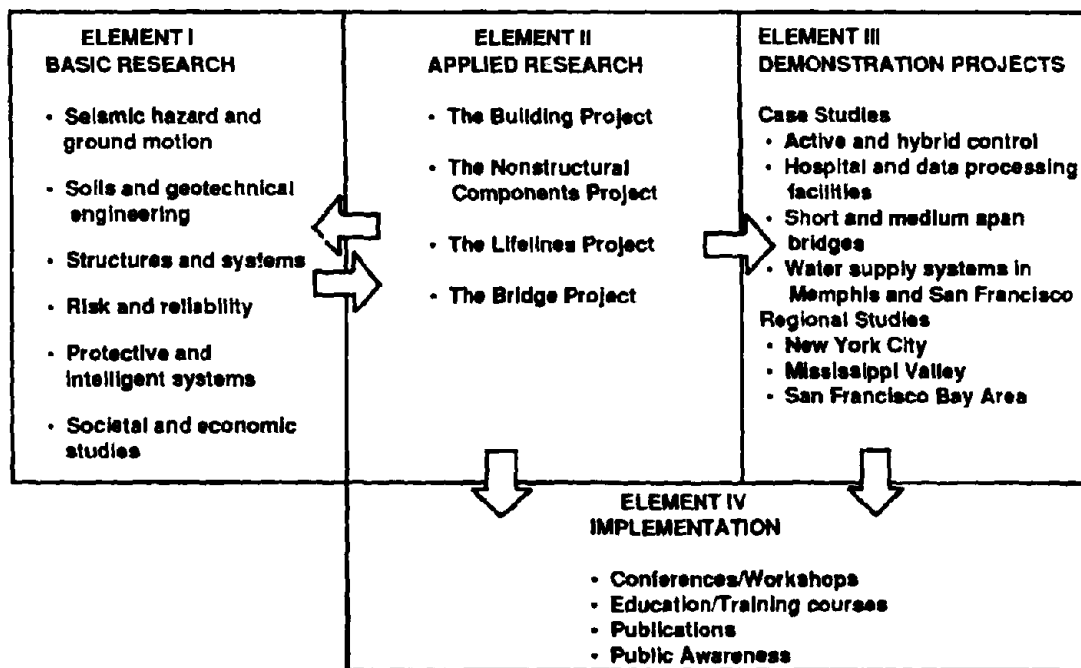 ELEMENT I
BASIC RESEARCH
• Seismic hazard and
ground motion
• Soils and geotechnical
engineering
• Structures and systems
• Risk and reliability
• Protective and
intelligent systems
• Societal and economic
studies
ELEMENT II
APPLIED RESEARCH
• The Building Project
• The Nonstructural
Components Project
• The Lifelines Project
• The Bridge Project
ELEMENT III
DEMONSTRATION PROJECTS
Case Studies
• Active and hybrid control
• Hospital and data processing
facilities
• Short and medium span
bridges
• Water supply systems in
Memphis and San Francisco
Regional Studies
• New York City
• Mississippi Valley
• San Francisco Bay Area
ELEMENT IV
IMPLEMENTATION
• Conferences/Workshops
• Education/Training courses
• Publications
• Public Awareness